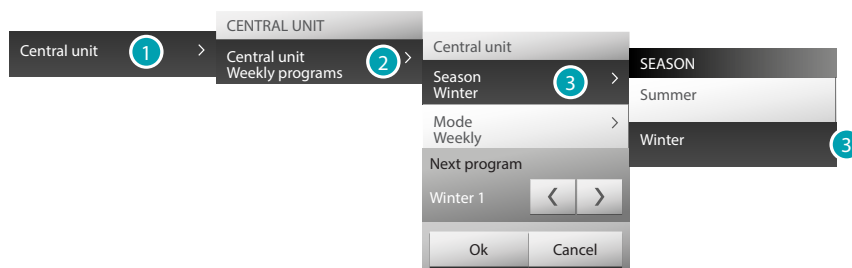 Central unit
1
>
CENTRAL UNIT
Central unit
Weekly programs
2
>
Central unit
Season
Winter
3
>
Mode
Weekly
>
Next program
Winter 1
<
>
Ok
Cancel
SEASON
Summer
Winter
3